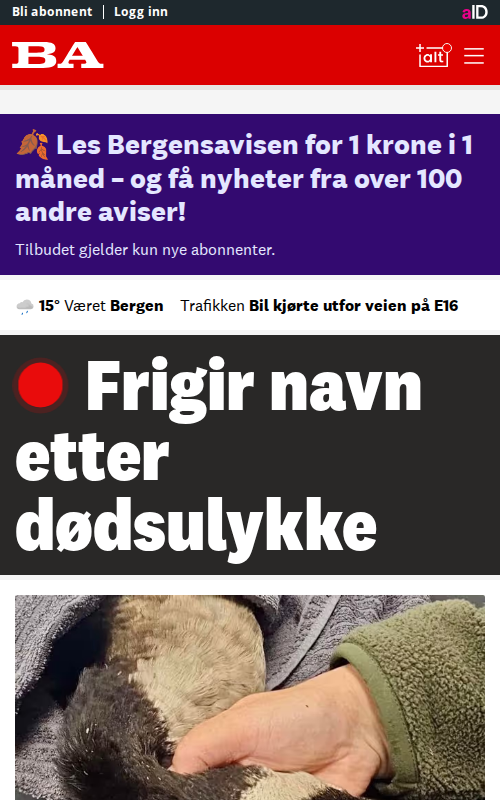 Bli abonnent | Logg inn aID
BA +alt
🍂 Les Bergensavisen for 1 krone i 1
måned – og få nyheter fra over 100
andre aviser!
Tilbudet gjelder kun nye abonnenter.
15° Været Bergen Trafikken Bil kjørte utfor veien på E16
Frigir navn
etter
dødsulykke